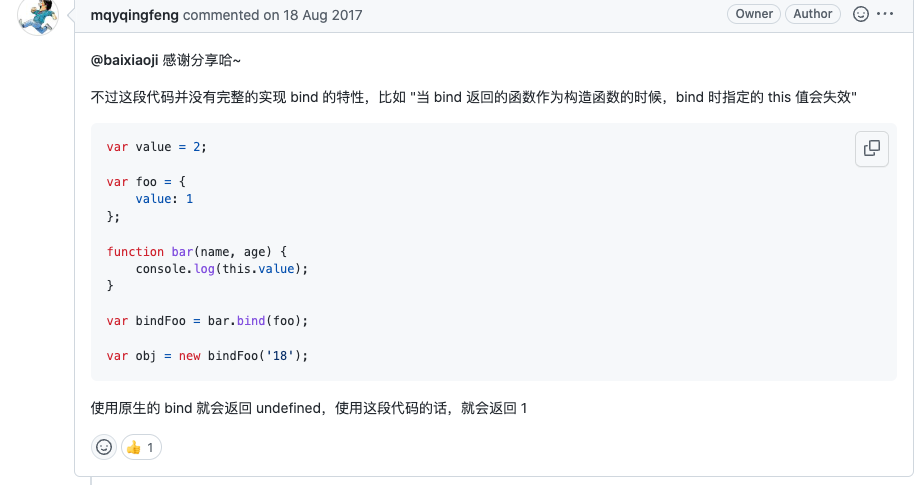 mqyqingfeng commented on 18 Aug 2017 Owner Author
@baixiaoji 感谢分享哈~
不过这段代码并没有完整的实现 bind 的特性，比如 "当 bind 返回的函数作为构造函数的时候，bind 时指定的 this 值会失效"
var value = 2;
var foo = {
    value: 1
};
function bar(name, age) {
    console.log(this.value);
}
var bindFoo = bar.bind(foo);
var obj = new bindFoo('18');
使用原生的 bind 就会返回 undefined，使用这段代码的话，就会返回 1
👍 1